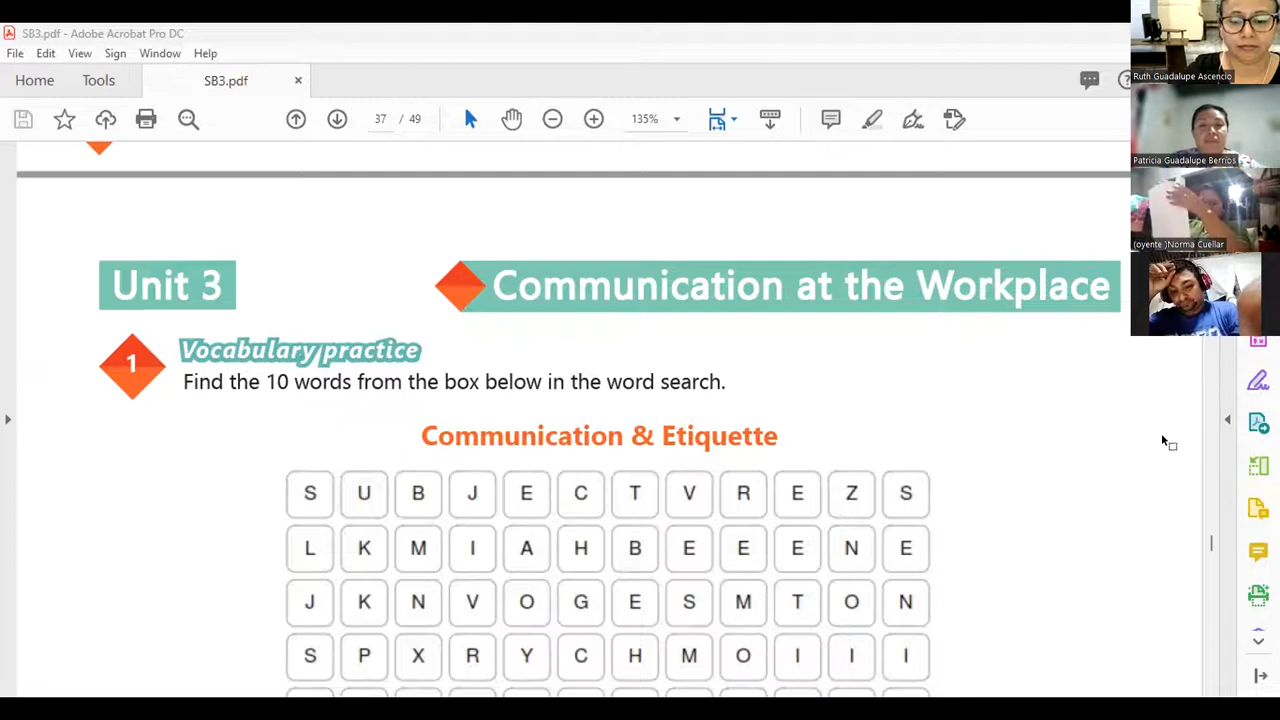 SB3.pdf - Adobe Acrobat Pro DC
File Edit View Sign Window Help
Home Tools SB3.pdf ×
37 / 49 135%
Ruth Guadalupe Ascencio
Patricia Guadalupe Berrios
(oyente )Norma Cuellar
Unit 3 Communication at the Workplace
1 Vocabulary practice
Find the 10 words from the box below in the word search.
Communication & Etiquette
S U B J E C T V R E Z S
L K M I A H B E E E N E
J K N V O G E S M T O N
S P X R Y C H M O I I I